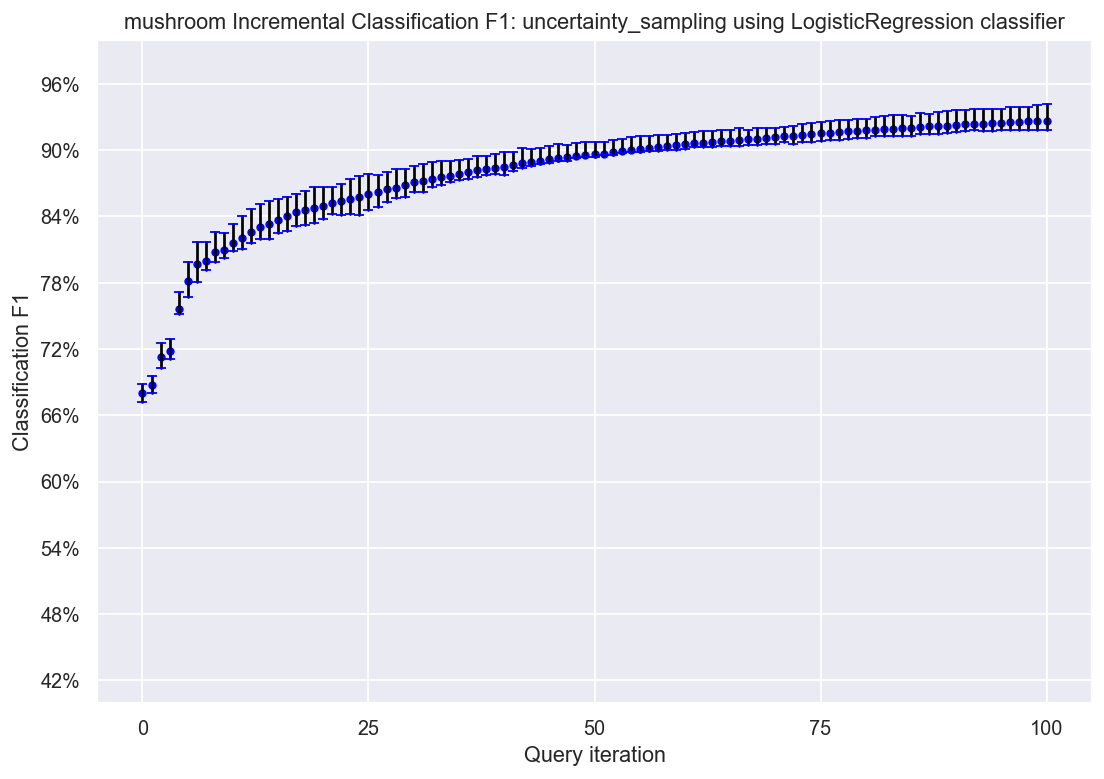 mushroom Incremental Classification F1: uncertainty_sampling using LogisticRegression classifier
96%
90%
84%
78%
72%
66%
60%
54%
48%
42%
Classification F1
0 25 50 75 100
Query iteration